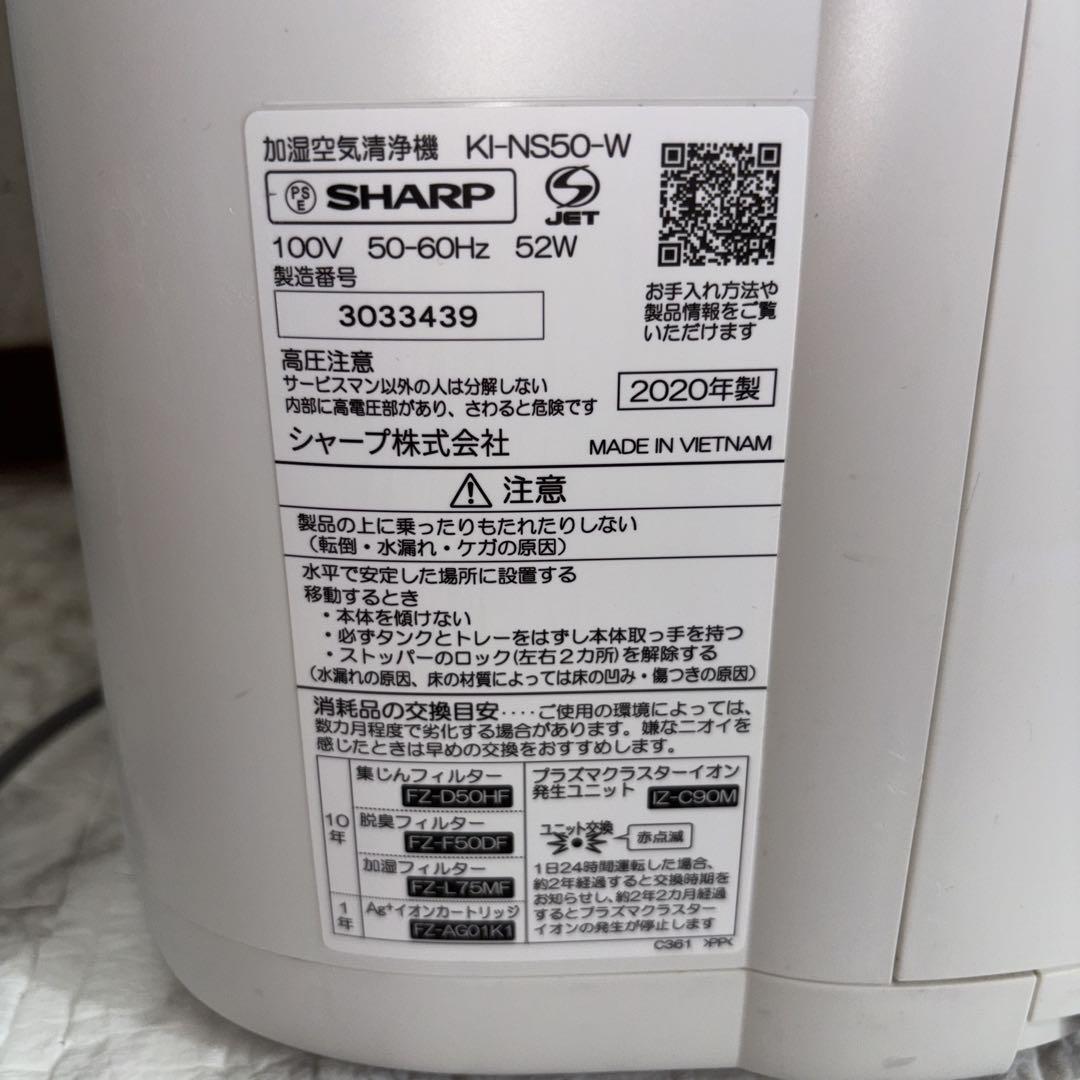 加湿空気清浄機 KI-NS50-W
PSE SHARP JET
100V 50-60Hz 52W
製造番号
3033439
お手入れ方法や
製品情報をご覧
いただけます
高圧注意
サービスマン以外の人は分解しない
内部に高電圧部があり、さわると危険です
2020年製
シャープ株式会社 MADE IN VIETNAM
注意
製品の上に乗ったりもたれたりしない
(転倒・水漏れ・ケガの原因)
水平で安定した場所に設置する
移動するとき
・本体を傾けない
・必ずタンクとトレーをはずし本体取っ手を持つ
・ストッパーのロック(左右2カ所)を解除する
(水漏れの原因、床の材質によっては床の凹み・傷つきの原因)
消耗品の交換目安････ご使用の環境によっては、
数カ月程度で劣化する場合があります。嫌なニオイを
感じたときは早めの交換をおすすめします。
10年
集じんフィルター
FZ-D50HF
脱臭フィルター
FZ-F50DF
加湿フィルター
FZ-L75MF
1年
Ag⁺イオンカートリッジ
FZ-AG01K1
プラズマクラスターイオン
発生ユニット IZ-C90M
ユニット交換
赤点滅
1日24時間運転した場合、
約2年経過すると交換時期を
お知らせし、約2年2カ月経過
するとプラズマクラスター
イオンの発生が停止します
C361 >PP<